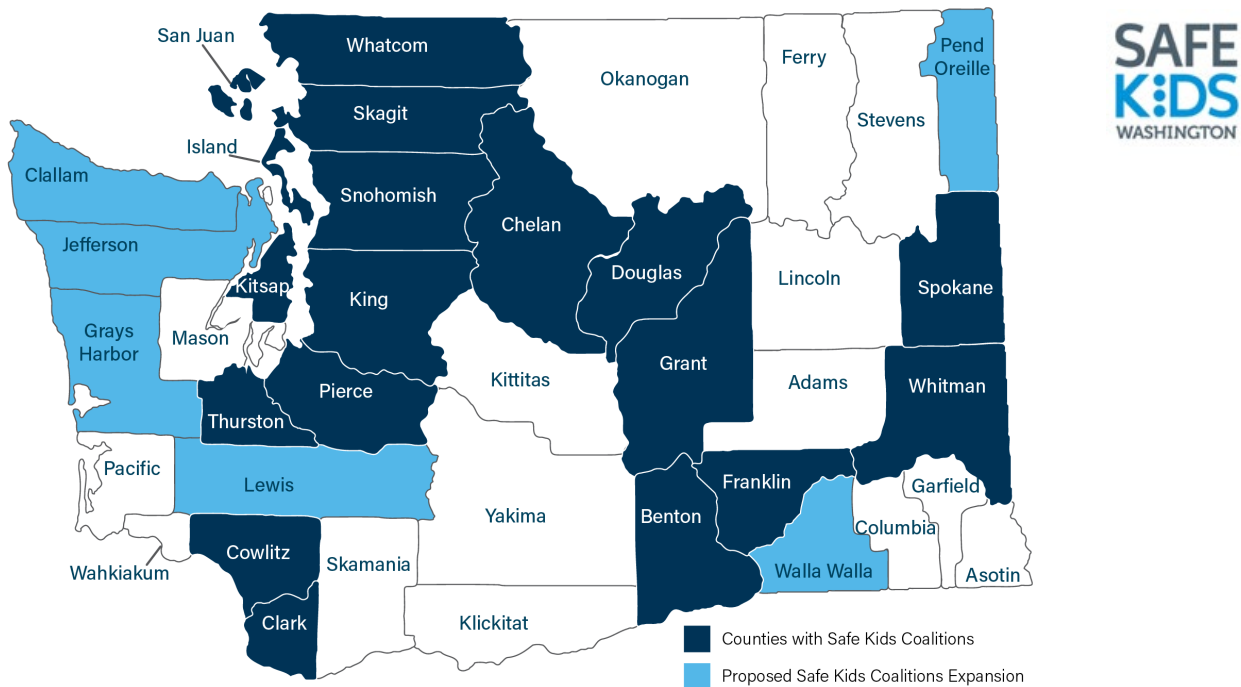 San Juan
Whatcom
Okanogan
Ferry
Pend
Oreille
SAFE
KIDS
WASHINGTON
Skagit
Stevens
Island
Clallam
Snohomish
Chelan
Jefferson
Douglas
Lincoln
Kitsap
King
Spokane
Grays
Harbor
Mason
Grant
Kittitas
Adams
Whitman
Pierce
Thurston
Pacific
Lewis
Franklin
Garfield
Yakima
Benton
Columbia
Cowlitz
Skamania
Wahkiakum
Walla Walla
Asotin
Clark
Klickitat
Counties with Safe Kids Coalitions
Proposed Safe Kids Coalitions Expansion